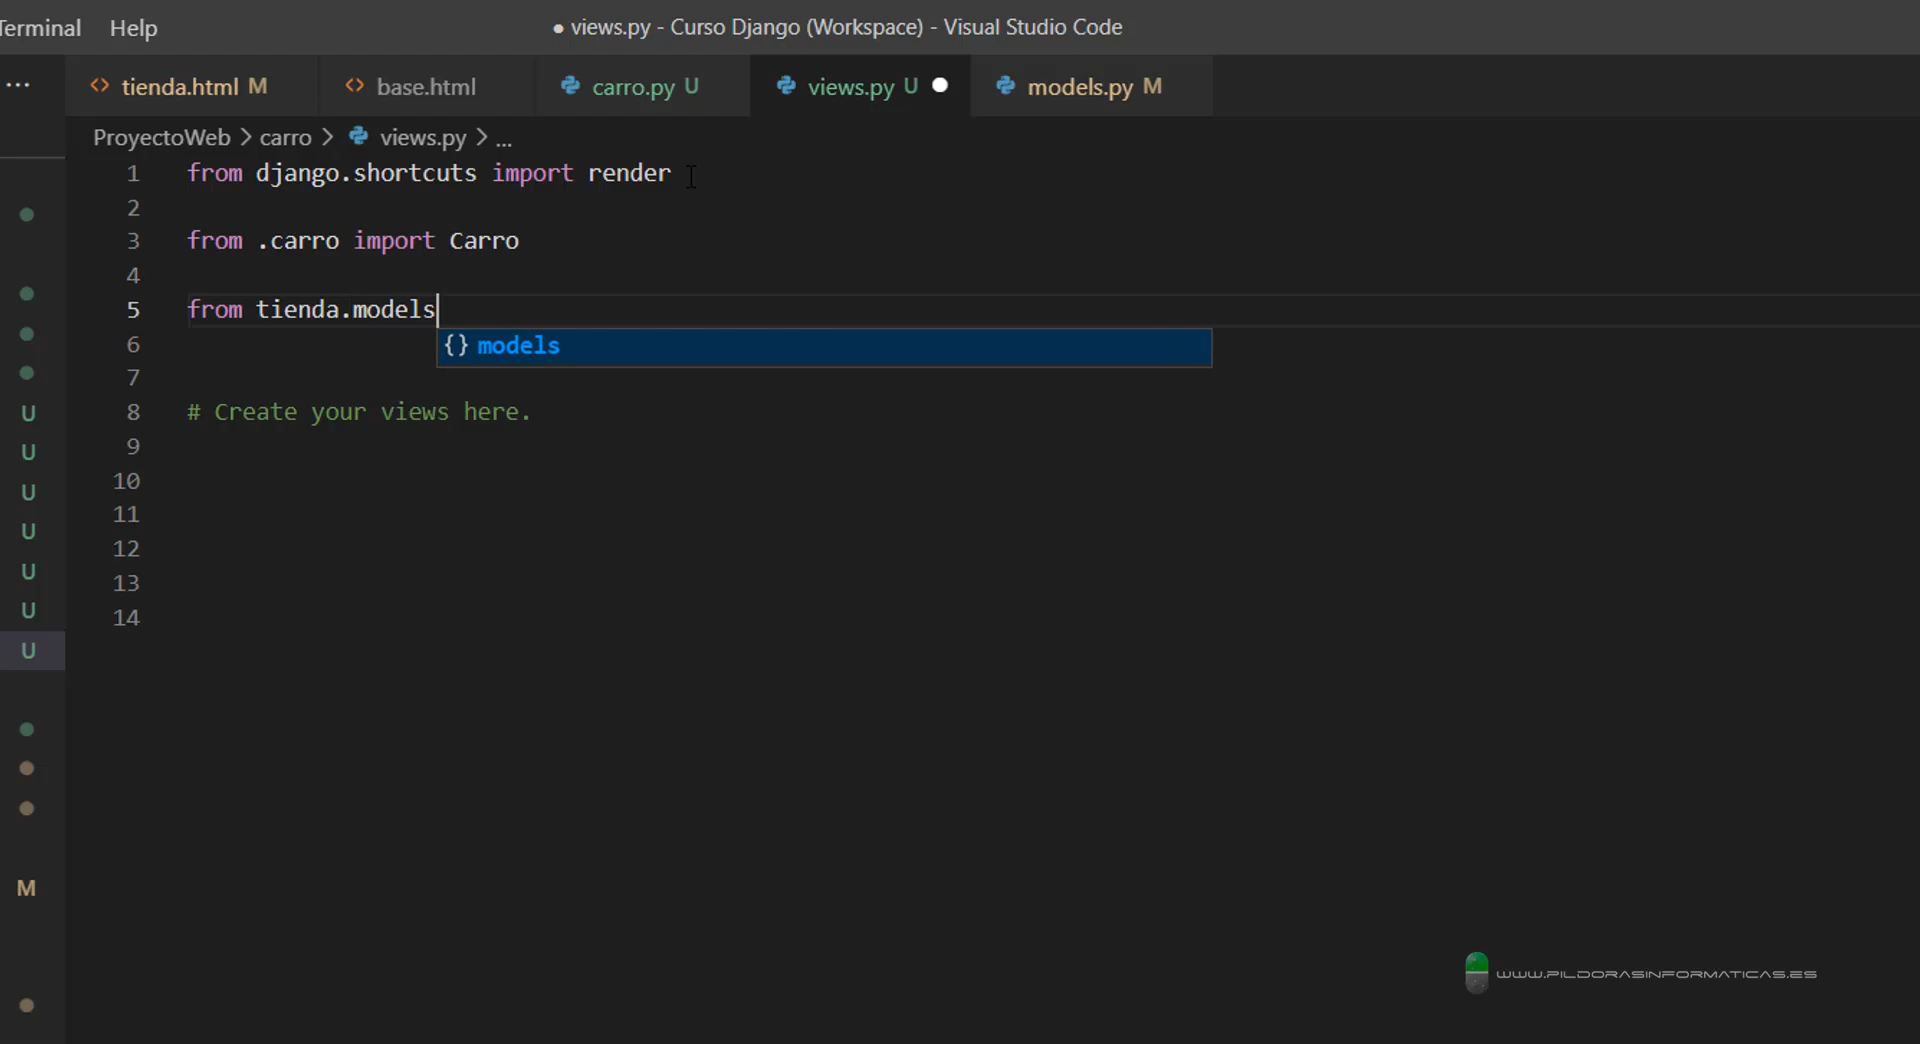 Terminal Help ● views.py - Curso Django (Workspace) - Visual Studio Code
... <> tienda.html M <> base.html carro.py U views.py U ● models.py M
ProyectoWeb > carro > views.py > ...
1 from django.shortcuts import render
2
3 from .carro import Carro
4
5 from tienda.models
6 {} models
7
8 # Create your views here.
9
10
11
12
13
14
U
U
U
U
U
U
U
M
WWW.PILDORASINFORMATICAS.ES